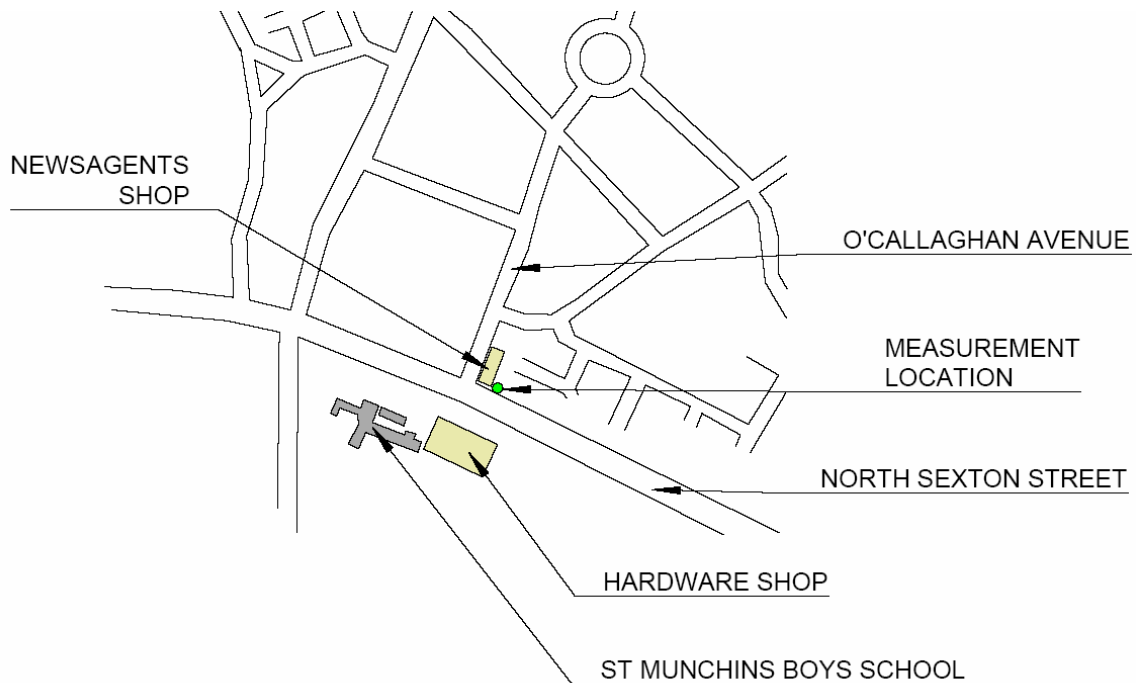 NEWSAGENTS
SHOP
O'CALLAGHAN AVENUE
MEASUREMENT
LOCATION
NORTH SEXTON STREET
HARDWARE SHOP
ST MUNCHINS BOYS SCHOOL